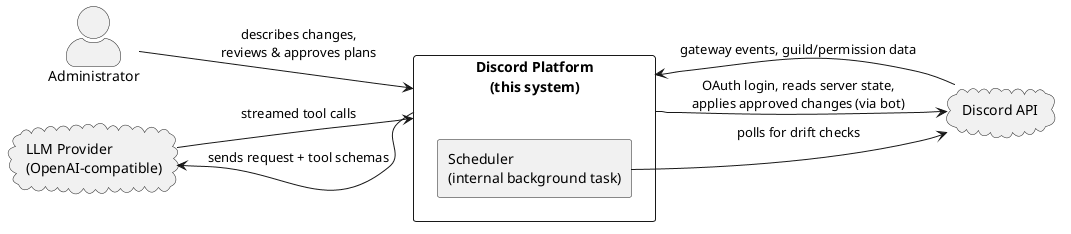 describes changes,
reviews & approves plans
Administrator
Discord Platform
(this system)
gateway events, guild/permission data
OAuth login, reads server state,
applies approved changes (via bot)
Discord API
streamed tool calls
polls for drift checks
LLM Provider
(OpenAI-compatible)
sends request + tool schemas
Scheduler
(internal background task)